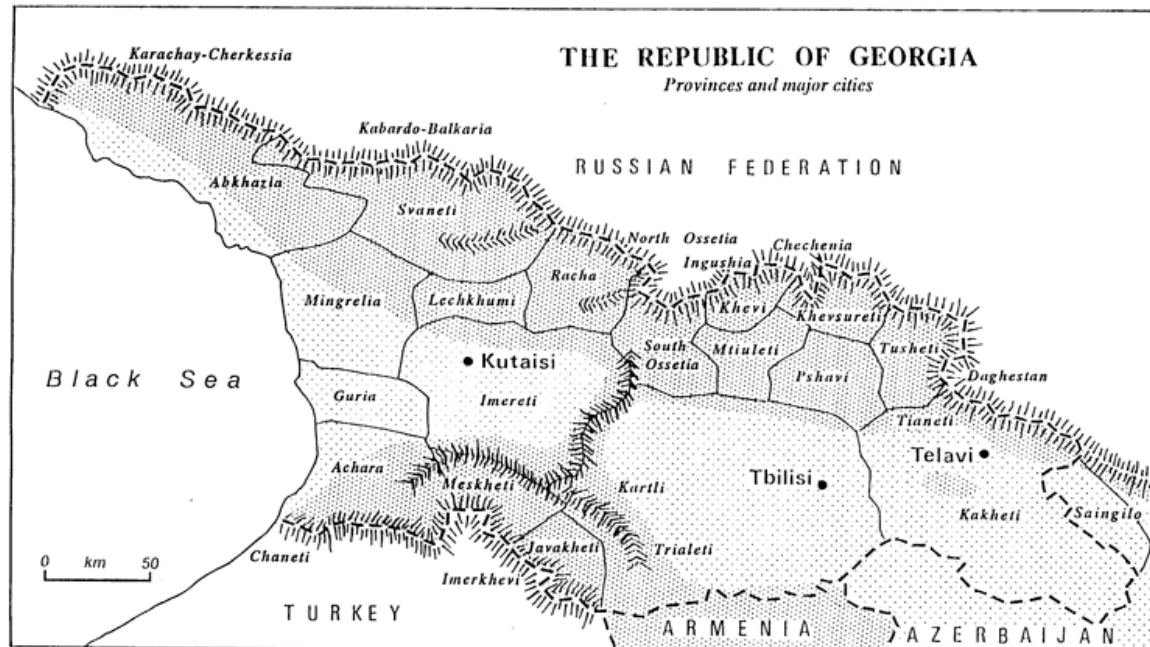 THE REPUBLIC OF GEORGIA
Provinces and major cities
Karachay-Cherkessia
Kabardo-Balkaria
RUSSIAN FEDERATION
Abkhazia
Svaneti
North Ossetia
Chechenia
Ingushia
Racha
Mingrelia
Lechkhumi
Khevi
Khevsureti
South
Ossetia
Mtiuleti
Tusheti
Kutaisi
Pshavi
Daghestan
Black Sea
Guria
Imereti
Tianeti
Telavi
Achara
Meskheti
Kartli
Tbilisi
Kakheti
Saingilo
Chaneti
Javakheti
Trialeti
0 km 50
Imerkhevi
TURKEY
ARMENIA
AZERBAIJAN